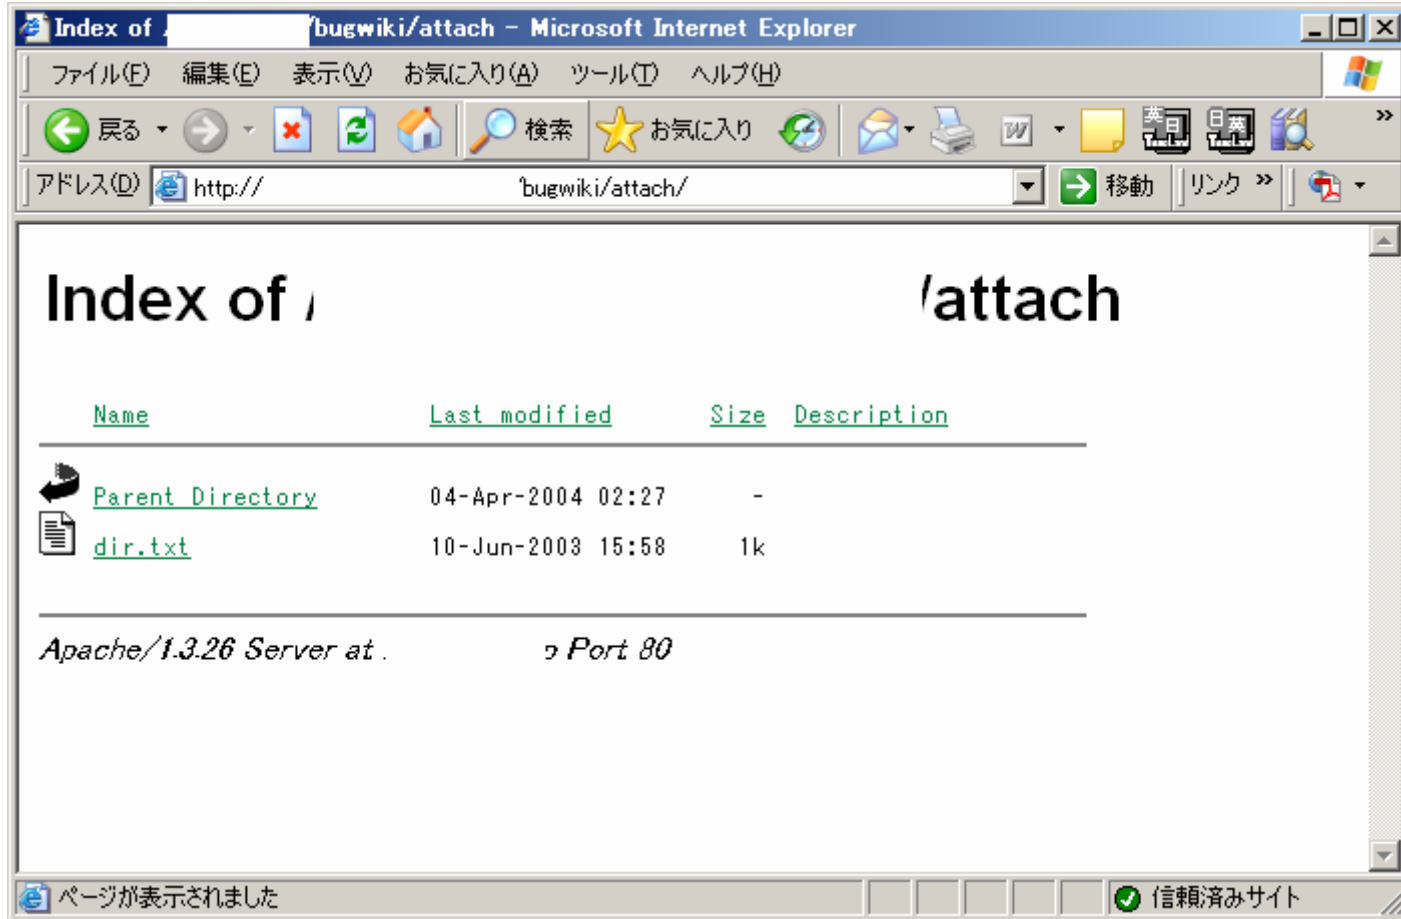 Index of /bugwiki/attach - Microsoft Internet Explorer
ファイル(F) 編集(E) 表示(V) お気に入り(A) ツール(T) ヘルプ(H)
戻る 検索 お気に入り W 英日 日英 »
アドレス(D) http:// bugwiki/attach/ 移動 リンク »
Index of /attach
Name Last modified Size Description
Parent Directory 04-Apr-2004 02:27 -
dir.txt 10-Jun-2003 15:58 1k
Apache/1.3.26 Server at Port 80
ページが表示されました 信頼済みサイト